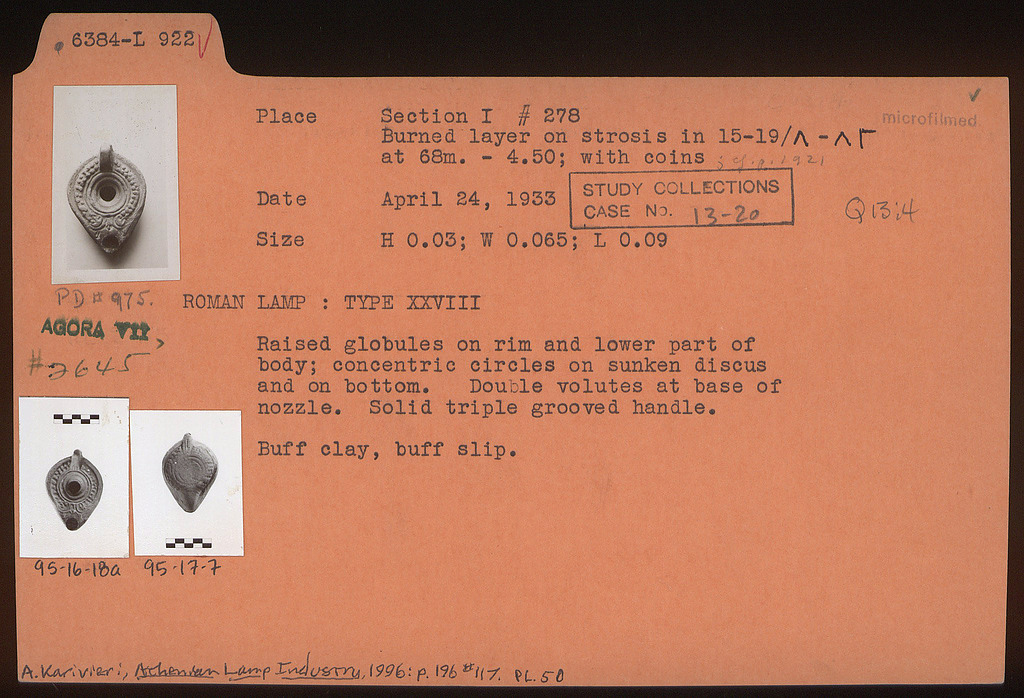 6384-L 922
Place Section I # 278
Burned layer on strosis in 15-19/Λ-ΛΓ
at 68m. - 4.50; with coins
microfilmed
Date April 24, 1933
STUDY COLLECTIONS
CASE No. 13-20
Q13:4
Size H 0.03; W 0.065; L 0.09
PD # 975.
ROMAN LAMP : TYPE XXVIII
AGORA VII,
#2645
Raised globules on rim and lower part of
body; concentric circles on sunken discus
and on bottom. Double volutes at base of
nozzle. Solid triple grooved handle.
Buff clay, buff slip.
95-16-18a 95-17-7
A. Karivieri, Athenian Lamp Industry, 1996: p. 196 #117. PL. 50